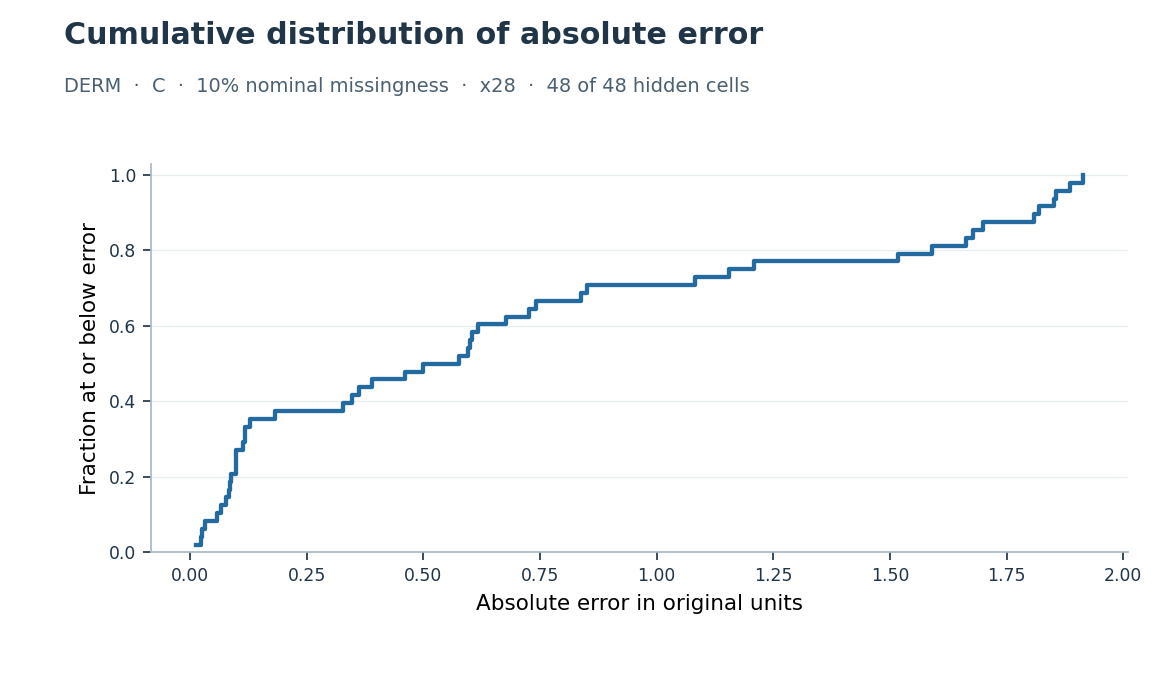 Cumulative distribution of absolute error
DERM · C · 10% nominal missingness · x28 · 48 of 48 hidden cells
1.0
0.8
0.6
0.4
0.2
0.0
Fraction at or below error
0.00 0.25 0.50 0.75 1.00 1.25 1.50 1.75 2.00
Absolute error in original units